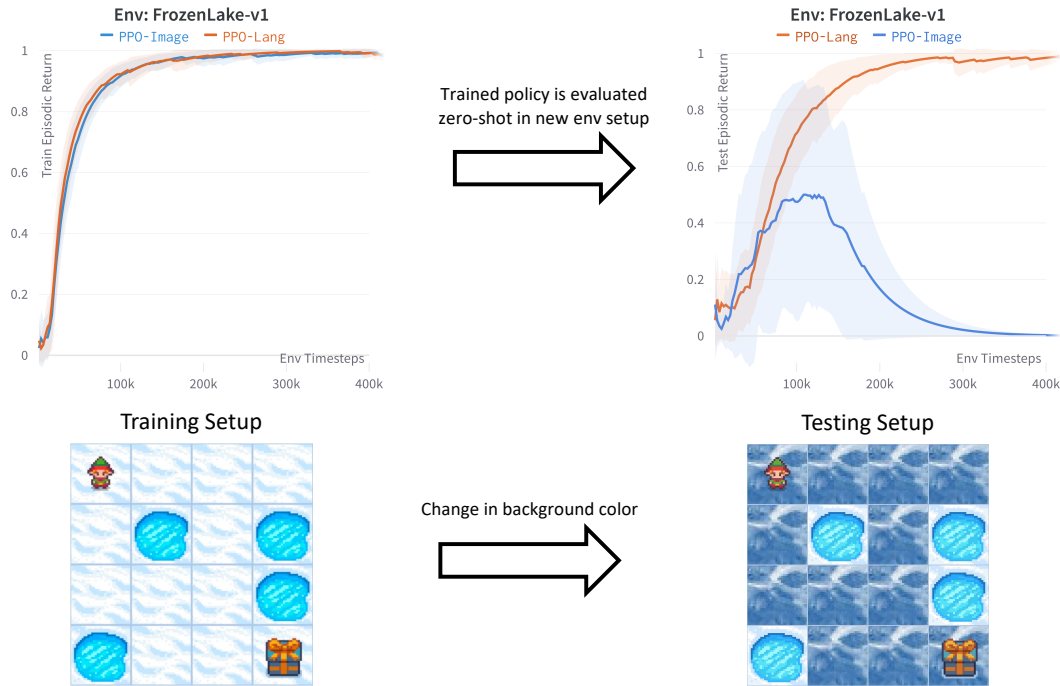 Env: FrozenLake-v1
PPO-Image PPO-Lang
Train Episodic Return
1
0.8
0.6
0.4
0.2
0
Env Timesteps
100k 200k 300k 400k
Trained policy is evaluated
zero-shot in new env setup
Env: FrozenLake-v1
PPO-Lang PPO-Image
Test Episodic Return
1
0.8
0.6
0.4
0.2
0
Env Timesteps
100k 200k 300k 400k
Training Setup
Change in background color
Testing Setup